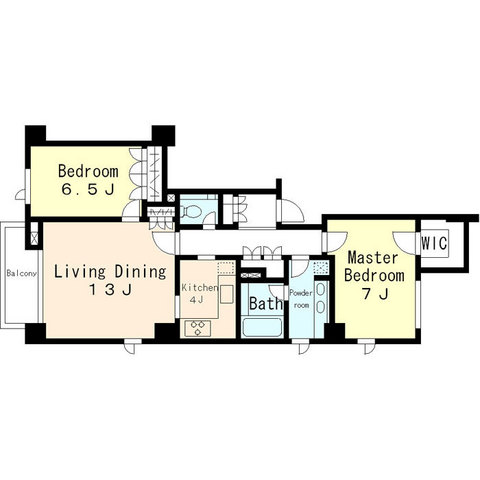 Bedroom
6.5J
Balcony
Living Dining
13J
Kitchen
4J
Bath
Powder
room
Master
Bedroom
7J
WIC